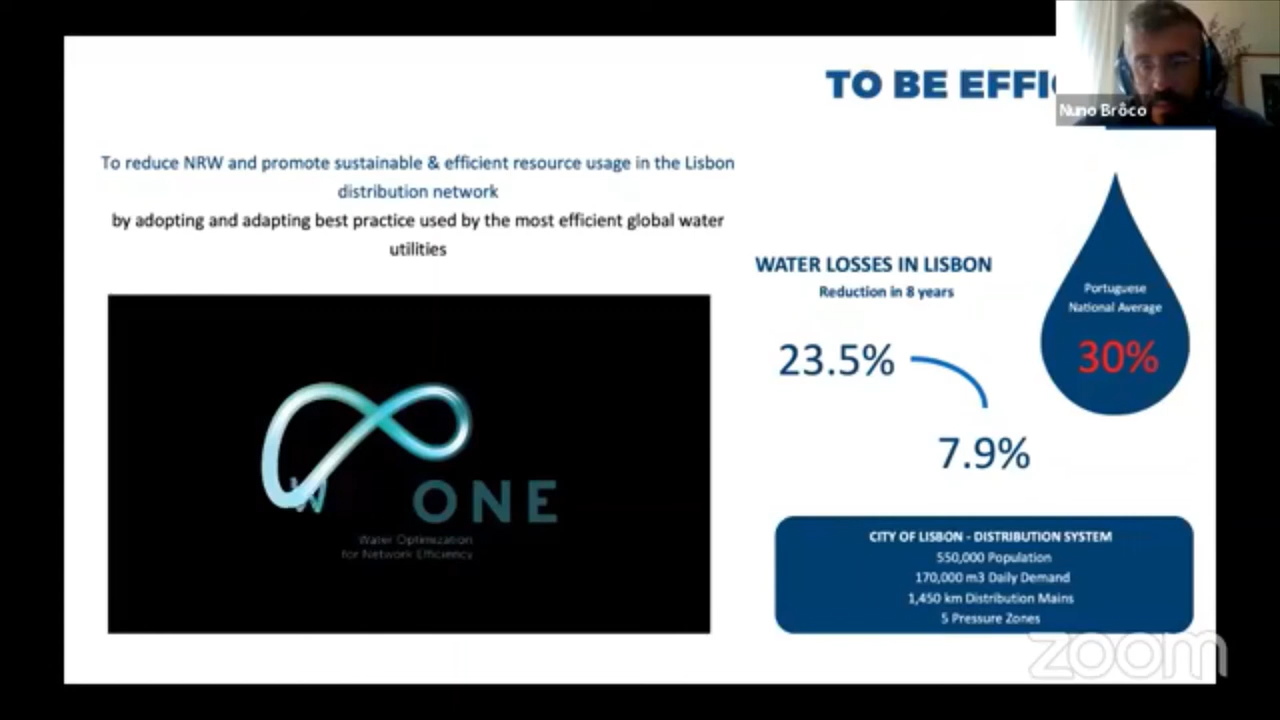 TO BE EFFI
Nuno Brôco
To reduce NRW and promote sustainable & efficient resource usage in the Lisbon
distribution network
by adopting and adapting best practice used by the most efficient global water
utilities
WATER LOSSES IN LISBON
Reduction in 8 years
23.5%
7.9%
Portuguese
National Average
30%
W ONE
Water Optimization
for Network Efficiency
CITY OF LISBON - DISTRIBUTION SYSTEM
550,000 Population
170,000 m3 Daily Demand
1,450 km Distribution Mains
5 Pressure Zones
zoom